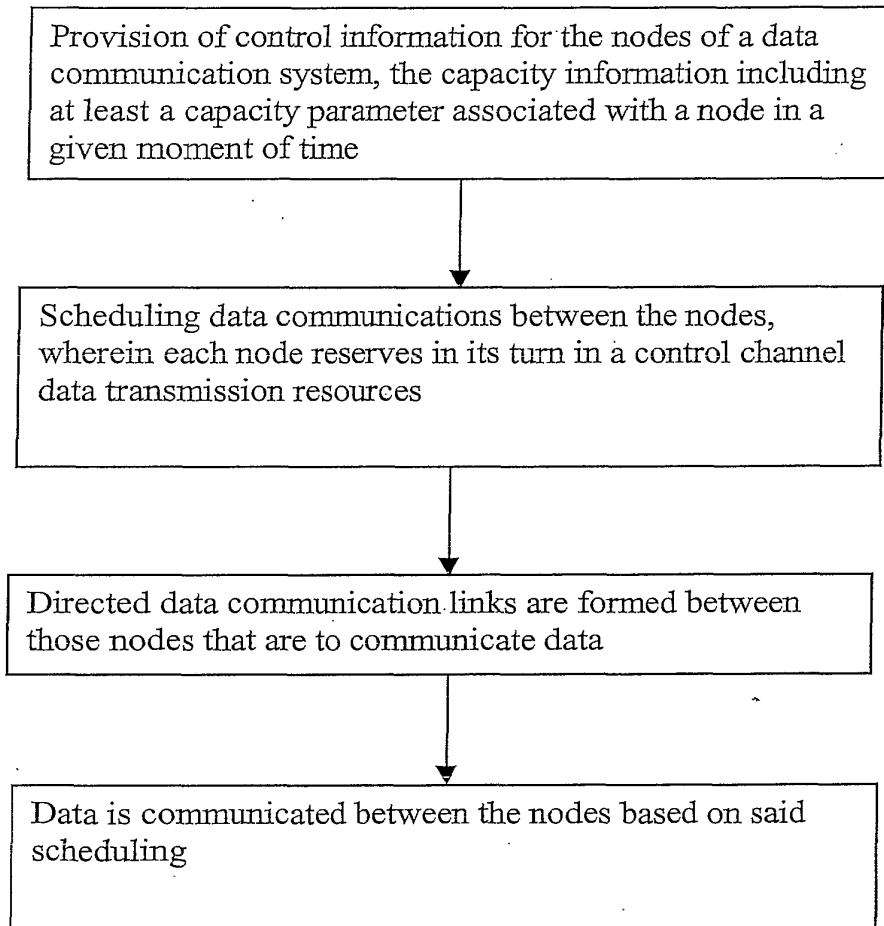 Provision of control information for the nodes of a data
communication system, the capacity information including
at least a capacity parameter associated with a node in a
given moment of time
Scheduling data communications between the nodes,
wherein each node reserves in its turn in a control channel
data transmission resources
Directed data communication links are formed between
those nodes that are to communicate data
Data is communicated between the nodes based on said
scheduling